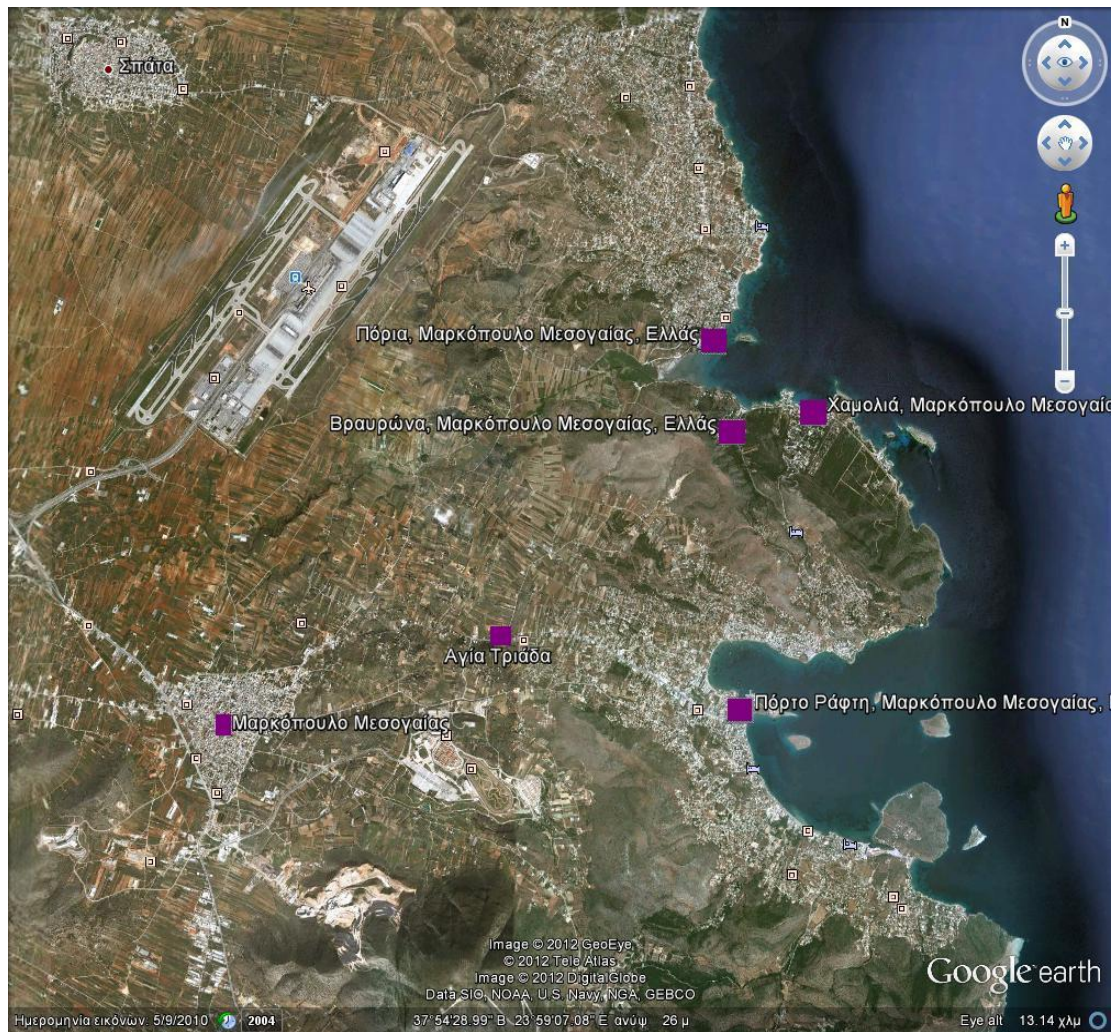 N
Σπάτα
Πόρια, Μαρκόπουλο Μεσογαίας, Ελλάς
Χαμολιά, Μαρκόπουλο Μεσογαία
Βραυρώνα, Μαρκόπουλο Μεσογαίας, Ελλάς
Αγία Τριάδα
Πόρτο Ράφτη, Μαρκόπουλο Μεσογαίας,
Μαρκόπουλο Μεσογαίας
Image © 2012 GeoEye
© 2012 Tele Atlas
Image © 2012 DigitalGlobe
Data SIO, NOAA, U.S. Navy, NGA, GEBCO
Google earth
Ημερομηνία εικόνων: 5/9/2010 2004 37°54'28.99" Β 23°59'07.08" Ε ανύψ 26 μ Eye alt 13.14 χλμ